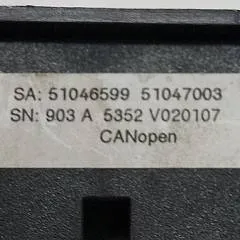 SA: 51046599 51047003
SN: 903 A 5352 V020107
CANopen